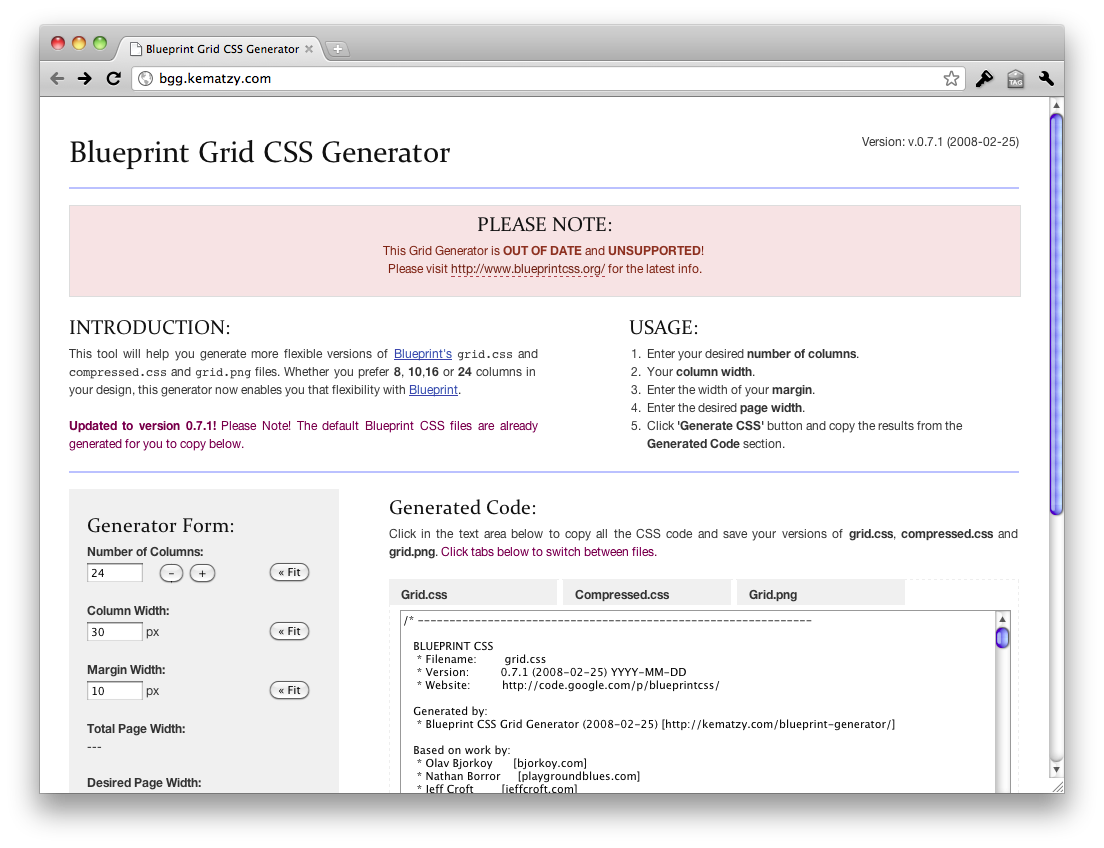 Blueprint Grid CSS Generator
bgg.kematzy.com
TAG
Blueprint Grid CSS Generator
Version: v.0.7.1 (2008-02-25)
PLEASE NOTE:
This Grid Generator is OUT OF DATE and UNSUPPORTED!
Please visit http://www.blueprintcss.org/ for the latest info.
INTRODUCTION:
This tool will help you generate more flexible versions of Blueprint's grid.css and
compressed.css and grid.png files. Whether you prefer 8, 10,16 or 24 columns in
your design, this generator now enables you that flexibility with Blueprint.
Updated to version 0.7.1! Please Note! The default Blueprint CSS files are already
generated for you to copy below.
USAGE:
1. Enter your desired number of columns.
2. Your column width.
3. Enter the width of your margin.
4. Enter the desired page width.
5. Click 'Generate CSS' button and copy the results from the
Generated Code section.
Generator Form:
Number of Columns:
24 - + « Fit
Column Width:
30 px « Fit
Margin Width:
10 px « Fit
Total Page Width:
---
Desired Page Width:
Generated Code:
Click in the text area below to copy all the CSS code and save your versions of grid.css, compressed.css and
grid.png. Click tabs below to switch between files.
Grid.css Compressed.css Grid.png
/* --------------------------------------------------------------
BLUEPRINT CSS
* Filename: grid.css
* Version: 0.7.1 (2008-02-25) YYYY-MM-DD
* Website: http://code.google.com/p/blueprintcss/
Generated by:
* Blueprint CSS Grid Generator (2008-02-25) [http://kematzy.com/blueprint-generator/]
Based on work by:
* Olav Bjorkoy [bjorkoy.com]
* Nathan Borror [playgroundblues.com]
* Jeff Croft [jeffcroft.com]